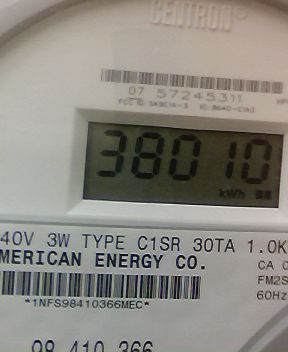 CENTRON®
07 57245311
38010
kWh
40V 3W TYPE C1SR 30TA 1.0K
MERICAN ENERGY CO.
CA 0
FM2S
*1NFS98410366MEC*
60Hz
98 410 366